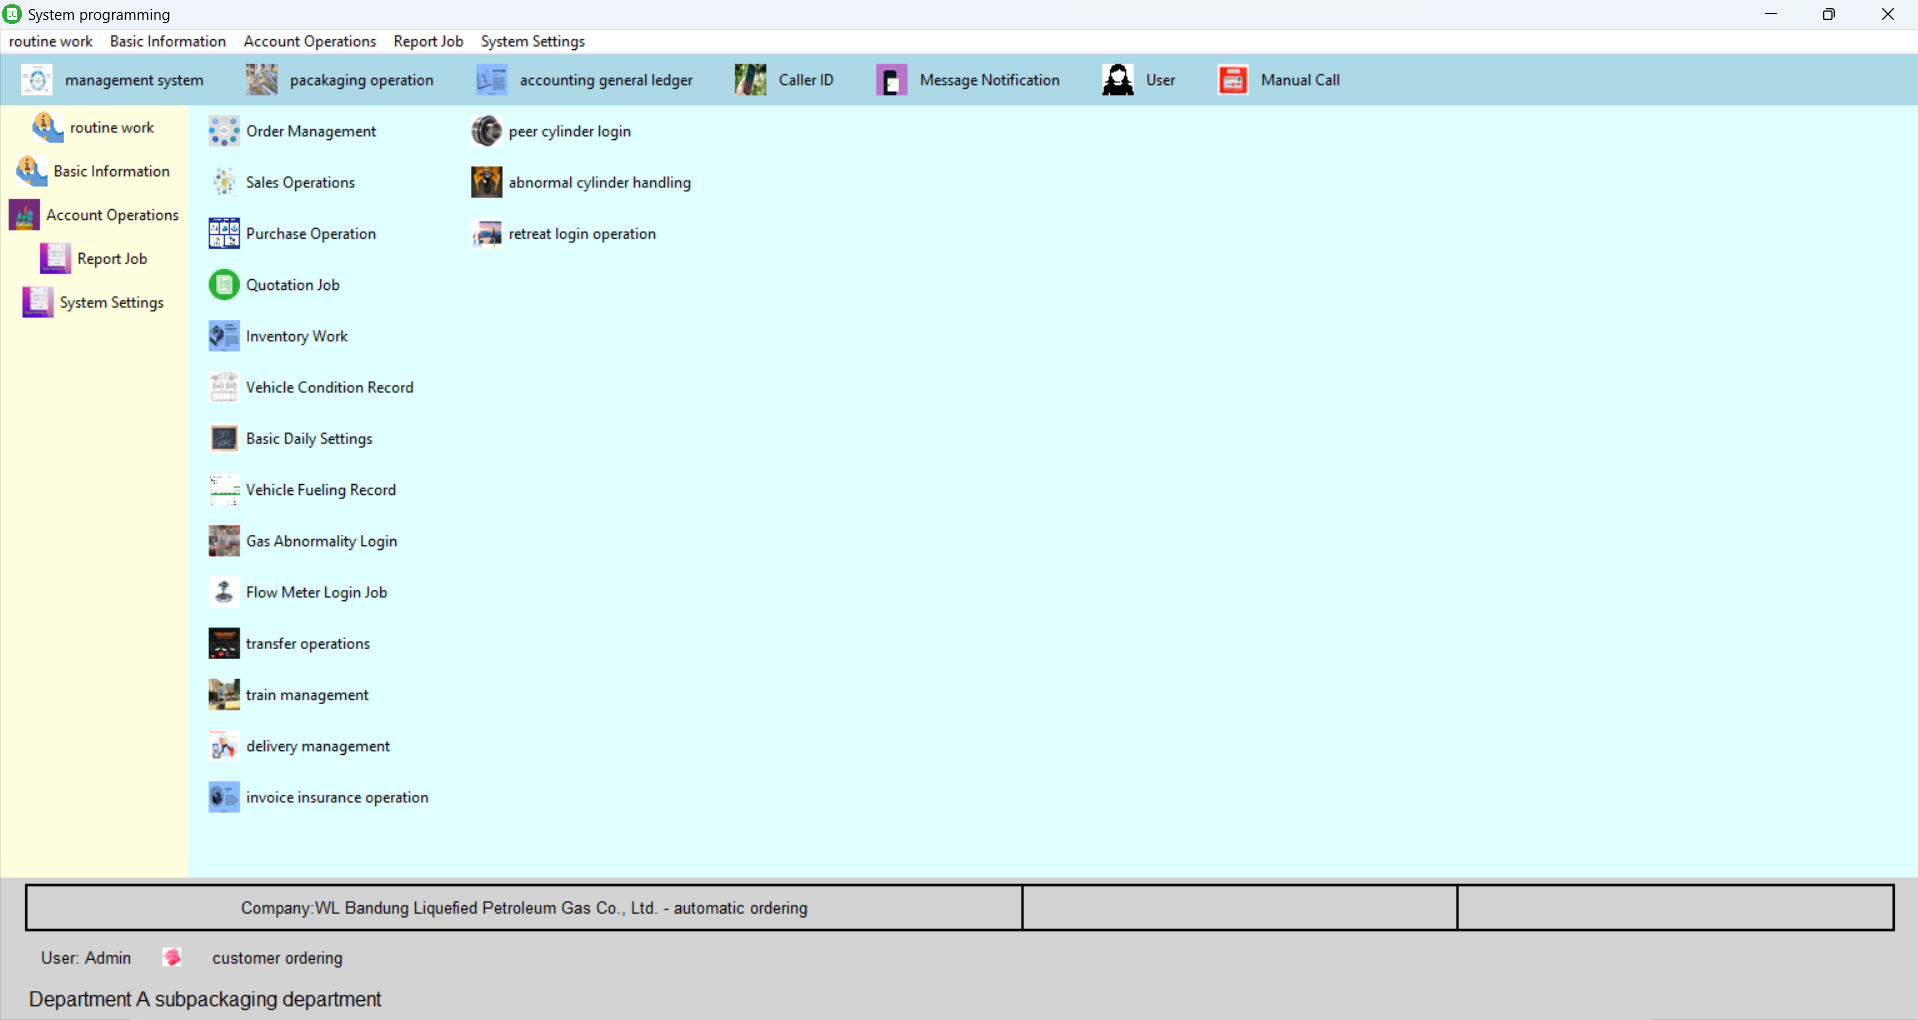 System programming
routine work Basic Information Account Operations Report Job System Settings
management system pacakaging operation accounting general ledger Caller ID Message Notification User Manual Call
routine work
Basic Information
Account Operations
Report Job
System Settings
Order Management
Sales Operations
Purchase Operation
Quotation Job
Inventory Work
Vehicle Condition Record
Basic Daily Settings
Vehicle Fueling Record
Gas Abnormality Login
Flow Meter Login Job
transfer operations
train management
delivery management
invoice insurance operation
peer cylinder login
abnormal cylinder handling
retreat login operation
Company:WL Bandung Liquefied Petroleum Gas Co., Ltd. - automatic ordering
User: Admin customer ordering
Department A subpackaging department